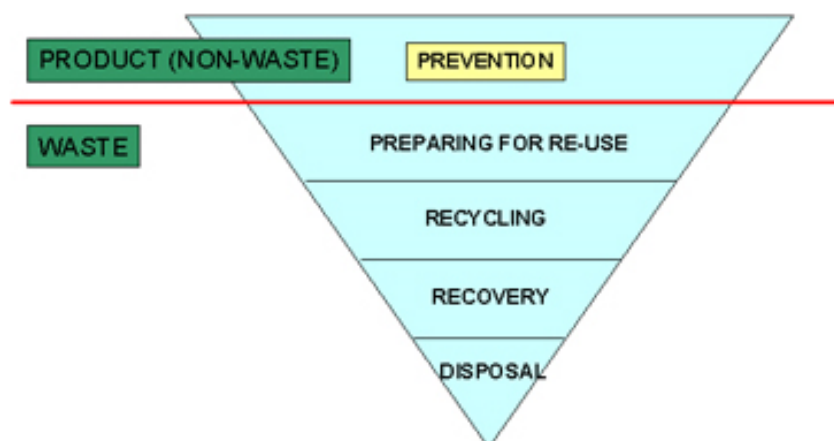 PRODUCT (NON-WASTE)
PREVENTION
WASTE
PREPARING FOR RE-USE
RECYCLING
RECOVERY
DISPOSAL